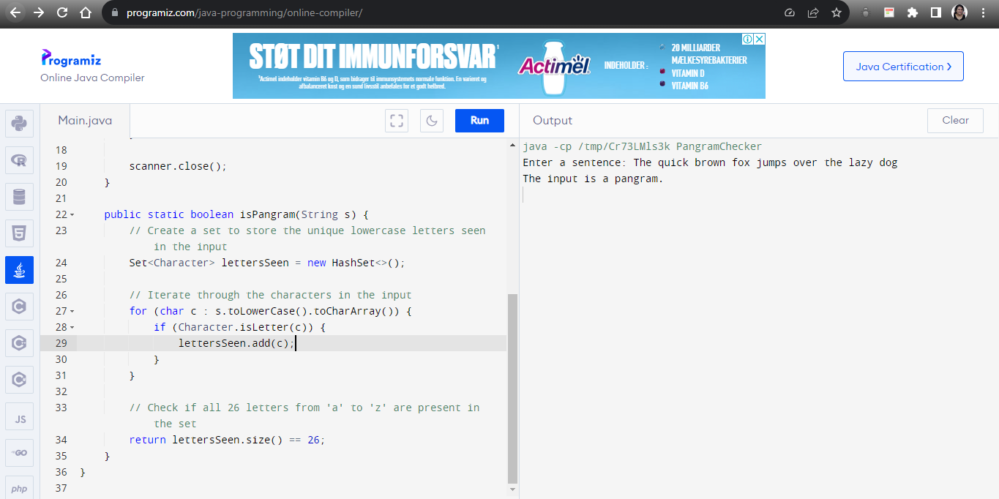 programiz.com/java-programming/online-compiler/
Programiz
Online Java Compiler
STØT DIT IMMUNFORSVAR¹
¹Actimel indeholder vitamin B6 og D, som bidrager til immunsystemets normale funktion. En varieret og
afbalanceret kost og en sund livsstil anbefales for et godt helbred.
Actimel
INDEHOLDER :
20 MILLIARDER
MÆLKESYREBAKTERIER
VITAMIN D
VITAMIN B6
Java Certification >
Main.java
Run
Output
Clear
18
19 scanner.close();
20 }
21
22 public static boolean isPangram(String s) {
23 // Create a set to store the unique lowercase letters seen
in the input
24 Set<Character> lettersSeen = new HashSet<>();
25
26 // Iterate through the characters in the input
27 for (char c : s.toLowerCase().toCharArray()) {
28 if (Character.isLetter(c)) {
29 lettersSeen.add(c);
30 }
31 }
32
33 // Check if all 26 letters from 'a' to 'z' are present in
the set
34 return lettersSeen.size() == 26;
35 }
36 }
37
java -cp /tmp/Cr73LMls3k PangramChecker
Enter a sentence: The quick brown fox jumps over the lazy dog
The input is a pangram.
R
5
C
C
C
JS
GO
php